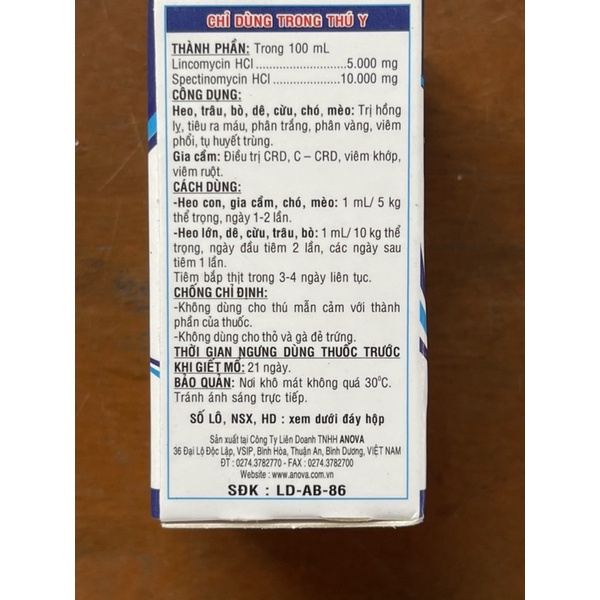 CHỈ DÙNG TRONG THÚ Y
THÀNH PHẦN: Trong 100 mL
Lincomycin HCl ........................5.000 mg
Spectinomycin HCl ..................10.000 mg
CÔNG DỤNG:
Heo, trâu, bò, dê, cừu, chó, mèo: Trị hồng
lỵ, tiêu ra máu, phân trắng, phân vàng, viêm
phổi, tụ huyết trùng.
Gia cầm: Điều trị CRD, C – CRD, viêm khớp,
viêm ruột.
CÁCH DÙNG:
-Heo con, gia cầm, chó, mèo: 1 mL/ 5 kg
thể trọng, ngày 1-2 lần.
-Heo lớn, dê, cừu, trâu, bò: 1 mL/ 10 kg thể
trọng, ngày đầu tiêm 2 lần, các ngày sau
tiêm 1 lần.
Tiêm bắp thịt trong 3-4 ngày liên tục.
CHỐNG CHỈ ĐỊNH:
-Không dùng cho thú mẫn cảm với thành
phần của thuốc.
-Không dùng cho thỏ và gà đẻ trứng.
THỜI GIAN NGƯNG DÙNG THUỐC TRƯỚC
KHI GIẾT MỔ: 21 ngày.
BẢO QUẢN: Nơi khô mát không quá 30⁰C.
Tránh ánh sáng trực tiếp.
SỐ LÔ, NSX, HD : xem dưới đáy hộp
Sản xuất tại Công Ty Liên Doanh TNHH ANOVA
36 Đại Lộ Độc Lập, VSIP, Bình Hòa, Thuận An, Bình Dương, VIỆT NAM
ĐT : 0274.3782770 - FAX : 0274.3782700
Website : www.anova.com.vn
SĐK : LD-AB-86